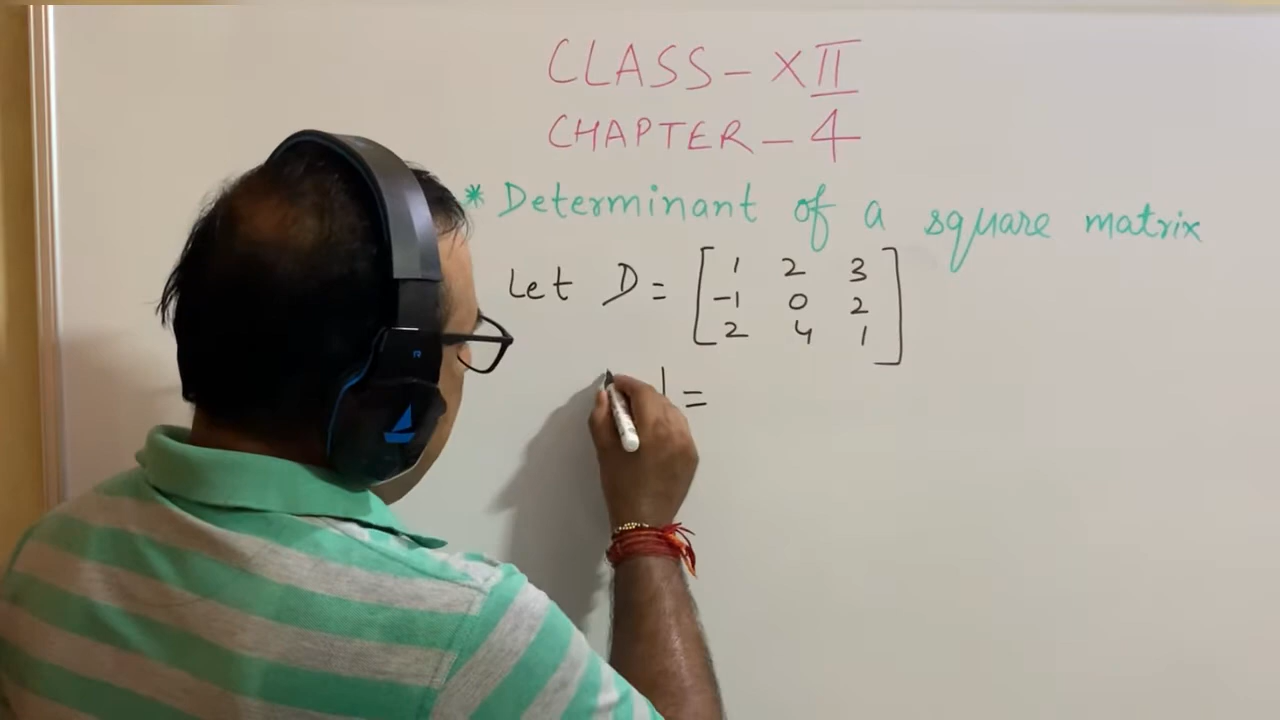 CLASS - XII
CHAPTER - 4
* Determinant of a square matrix
Let D = [ 1 2 3
-1 0 2
2 4 1 ]
| =